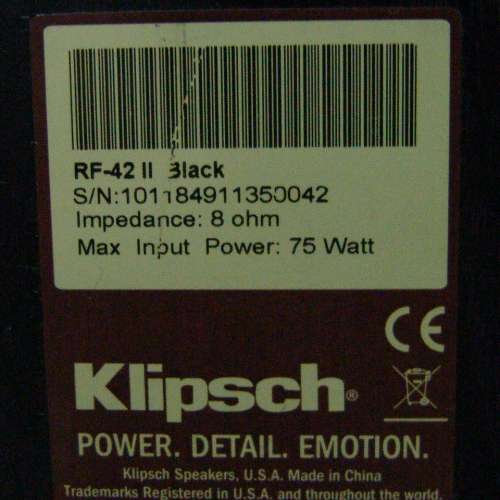 RF-42 II Black
S/N:101184911350042
Impedance: 8 ohm
Max Input Power: 75 Watt
CE
Klipsch®
POWER. DETAIL. EMOTION.
Klipsch Speakers, U.S.A. Made in China
Trademarks Registered in U.S.A. and throughout the world.